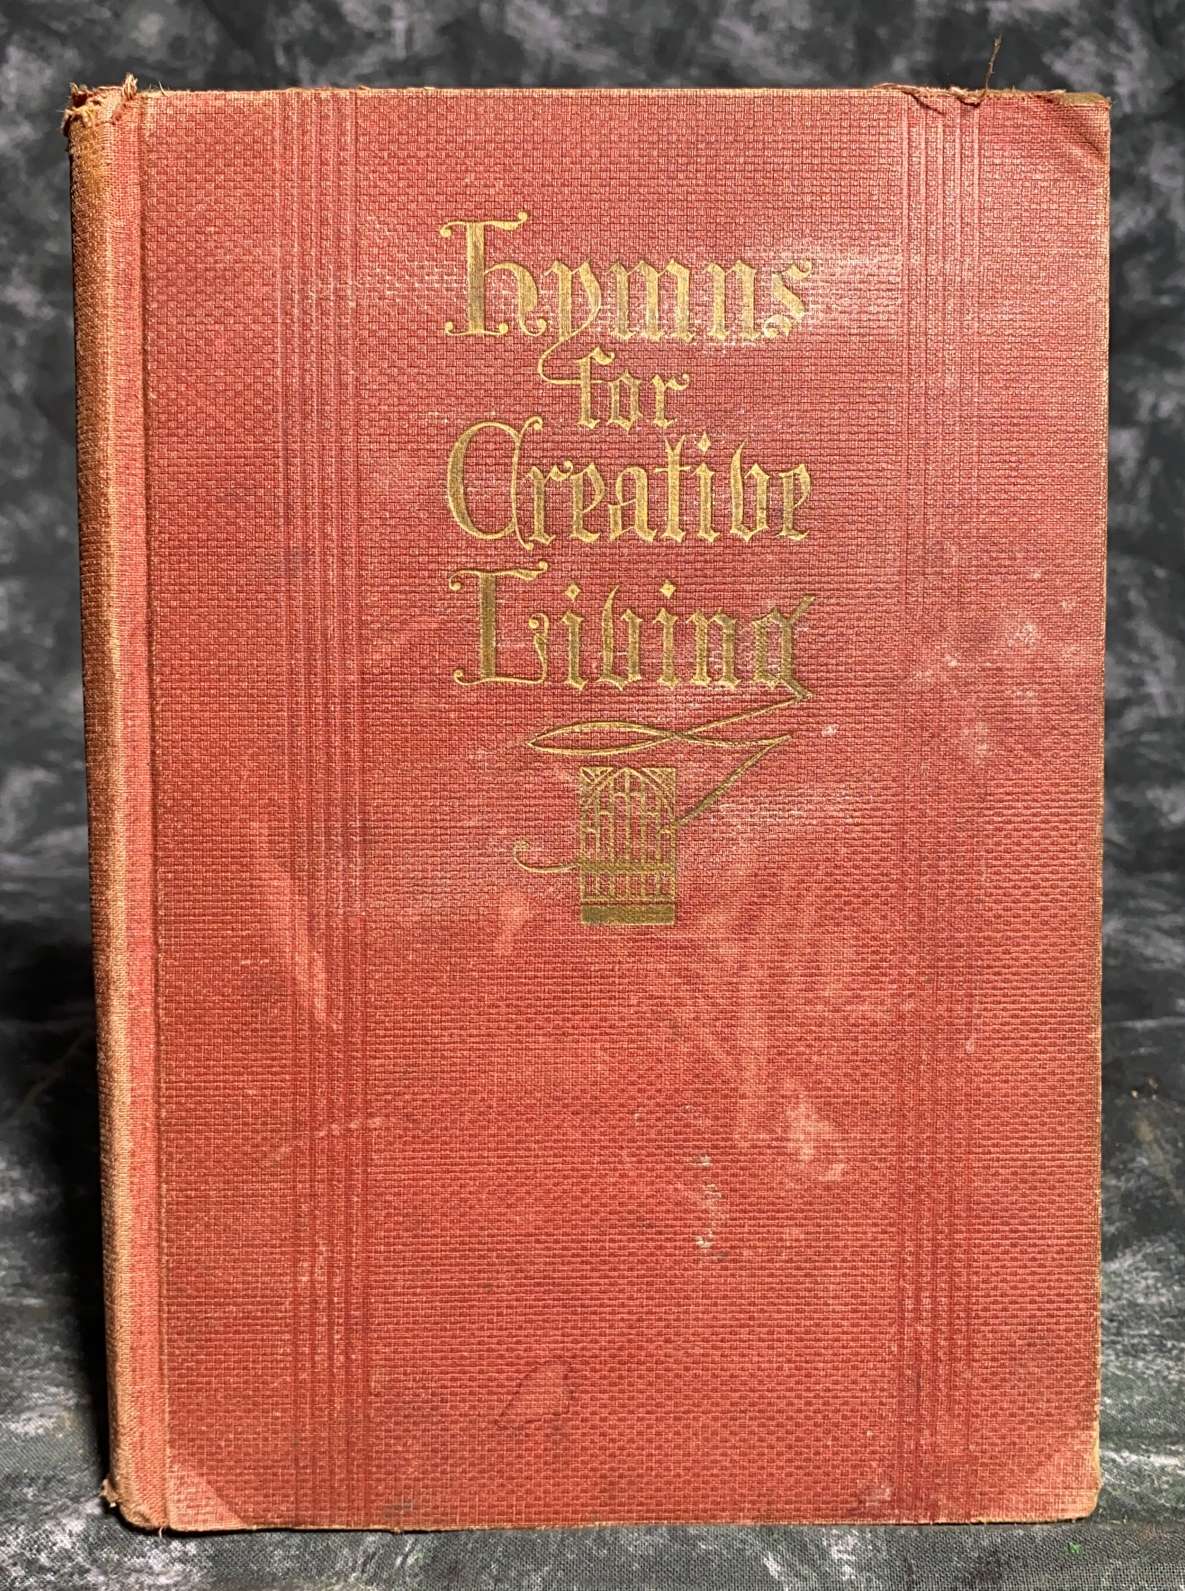 Hymns
for
Creative
Living